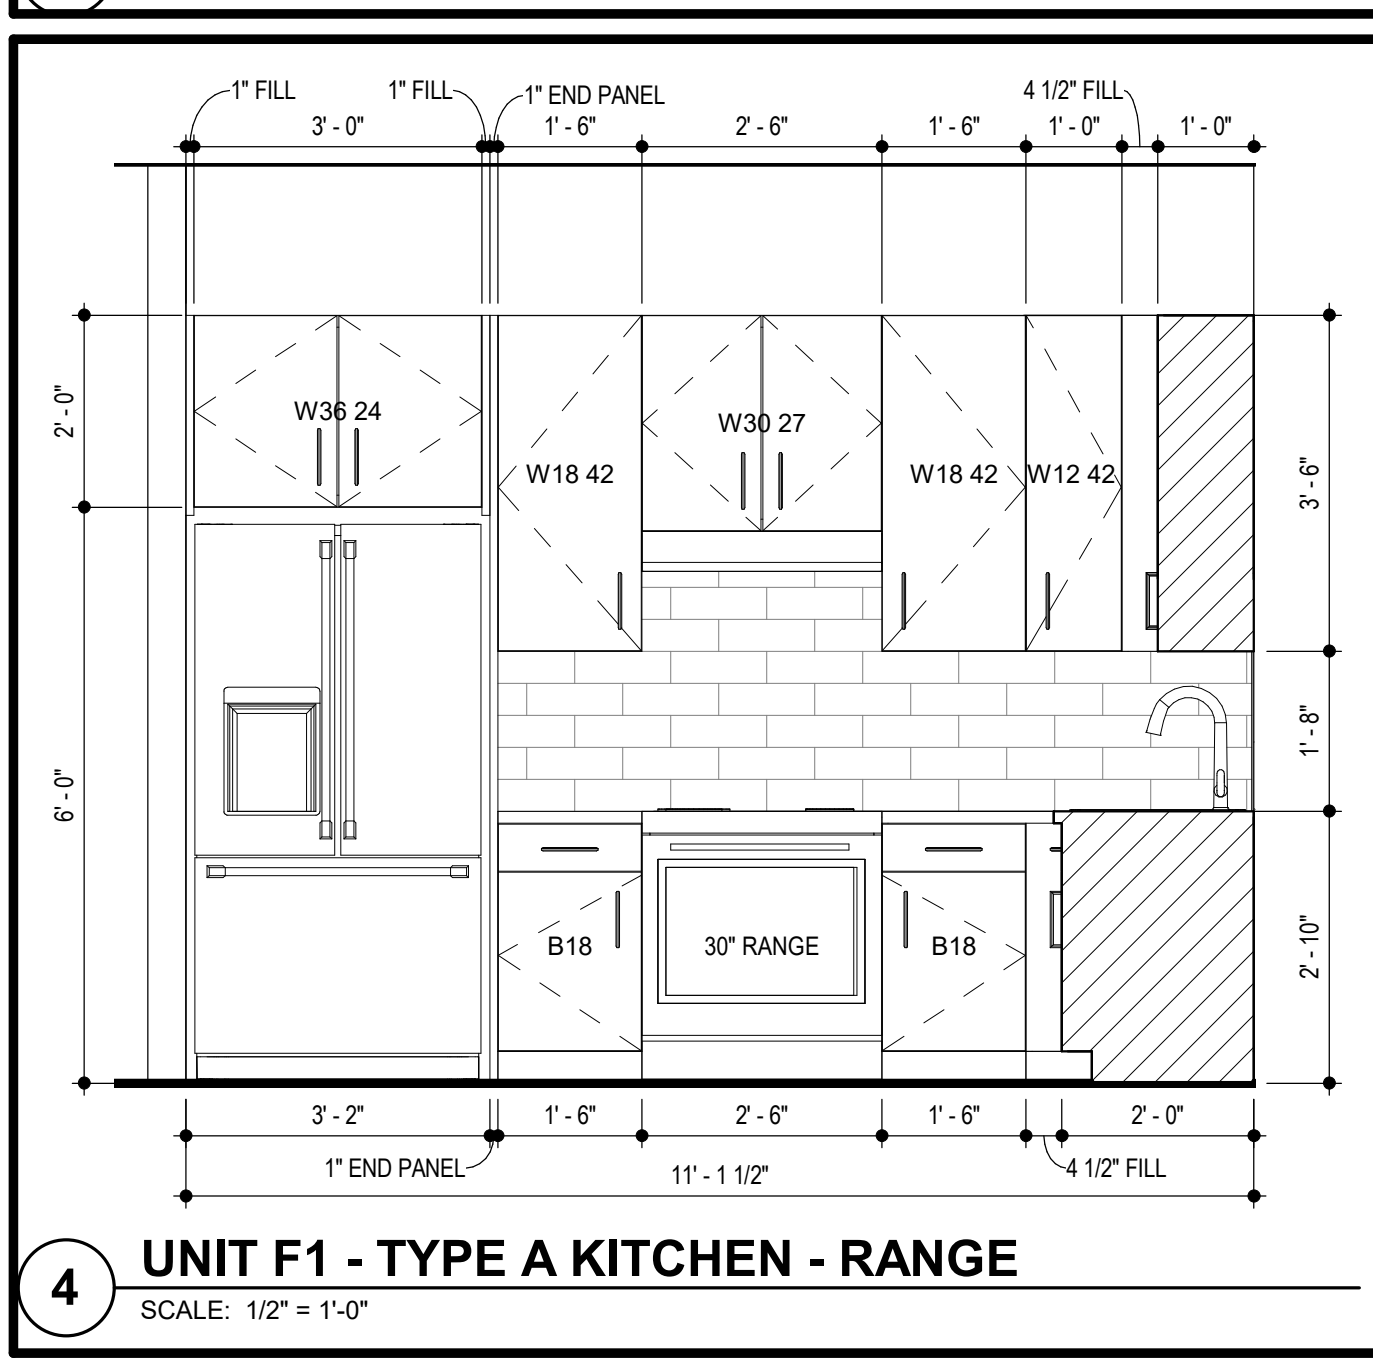 1" FILL
1" FILL
1" END PANEL
4 1/2" FILL
3' - 0"
1' - 6"
2' - 6"
1' - 6"
1' - 0"
1' - 0"
2' - 0"
W36 24
W30 27
W18 42
W18 42
W12 42
3' - 6"
1' - 8"
6' - 0"
B18
30" RANGE
B18
2' - 10"
3' - 2"
1' - 6"
2' - 6"
1' - 6"
2' - 0"
1" END PANEL
4 1/2" FILL
11' - 1 1/2"
4
UNIT F1 - TYPE A KITCHEN - RANGE
SCALE: 1/2" = 1'-0"